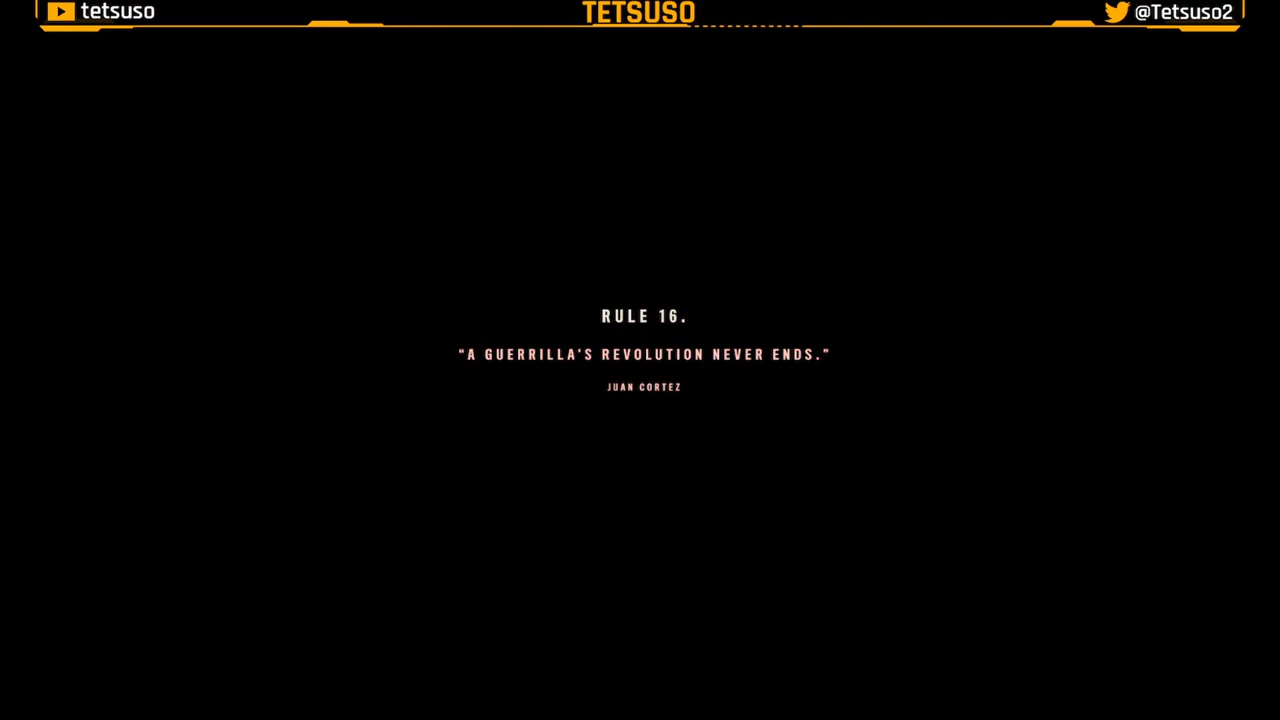 tetsuso
TETSUSO
@Tetsuso2
RULE 16.
“A GUERRILLA’S REVOLUTION NEVER ENDS.”
JUAN CORTEZ